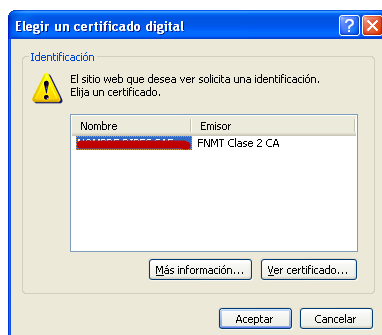 Elegir un certificado digital
Identificación
El sitio web que desea ver solicita una identificación.
Elija un certificado.
Nombre Emisor
FNMT Clase 2 CA
Más información... Ver certificado...
Aceptar Cancelar